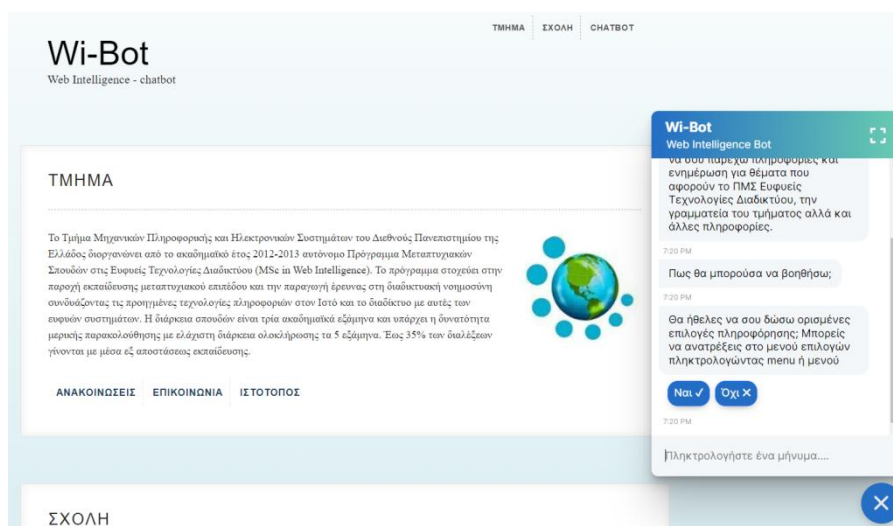 ΤΜΗΜΑ ΣΧΟΛΗ CHATBOT
Wi-Bot
Web Intelligence - chatbot
ΤΜΗΜΑ
Το Τμήμα Μηχανικών Πληροφορικής και Ηλεκτρονικών Συστημάτων του Διεθνούς Πανεπιστημίου της
Ελλάδος διοργανώνει από το ακαδημαϊκό έτος 2012-2013 αυτόνομο Πρόγραμμα Μεταπτυχιακών
Σπουδών στις Ευφυείς Τεχνολογίες Διαδικτύου (MSc in Web Intelligence). Το πρόγραμμα στοχεύει στην
παροχή εκπαίδευσης μεταπτυχιακού επιπέδου και την παραγωγή έρευνας στη διαδικτυακή νοημοσύνη
συνδυάζοντας τις προηγμένες τεχνολογίες πληροφοριών στον Ιστό και το διαδίκτυο με αυτές των
ευφυών συστημάτων. Η διάρκεια σπουδών είναι τρία ακαδημαϊκά εξάμηνα και υπάρχει η δυνατότητα
μερικής παρακολούθησης με ελάχιστη διάρκεια ολοκλήρωσης τα 5 εξάμηνα. Έως 35% των διαλέξεων
γίνονται με μέσα εξ αποστάσεως εκπαίδευσης.
ΑΝΑΚΟΙΝΩΣΕΙΣ ΕΠΙΚΟΙΝΩΝΙΑ ΙΣΤΟΤΟΠΟΣ
ΣΧΟΛΗ
Wi-Bot
Web Intelligence Bot
να σου παρέχω πληροφορίες και
ενημέρωση για θέματα που
αφορούν το ΠΜΣ Ευφυείς
Τεχνολογίες Διαδικτύου, την
γραμματεία του τμήματος αλλά και
άλλες πληροφορίες.
7:20 PM
Πως θα μπορούσα να βοηθήσω;
7:20 PM
Θα ήθελες να σου δώσω ορισμένες
επιλογές πληροφόρησης; Μπορείς
να ανατρέξεις στο μενού επιλογών
πληκτρολογώντας menu ή μενού
Ναι ✓ Όχι ✕
7:20 PM
Πληκτρολογήστε ένα μήνυμα....